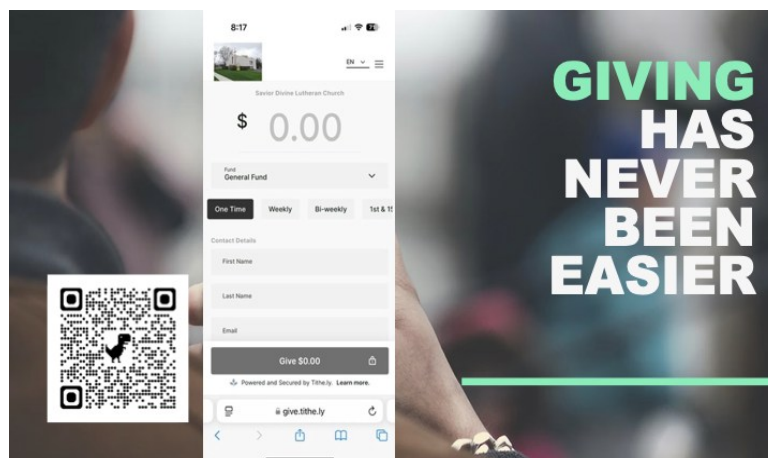 8:17
EN
Savior Divine Lutheran Church
$ 0.00
Fund
General Fund
One Time Weekly Bi-weekly 1st & 15
Contact Details
First Name
Last Name
Email
Give $0.00
Powered and Secured by Tithe.ly. Learn more.
give.tithe.ly
GIVING
HAS
NEVER
BEEN
EASIER